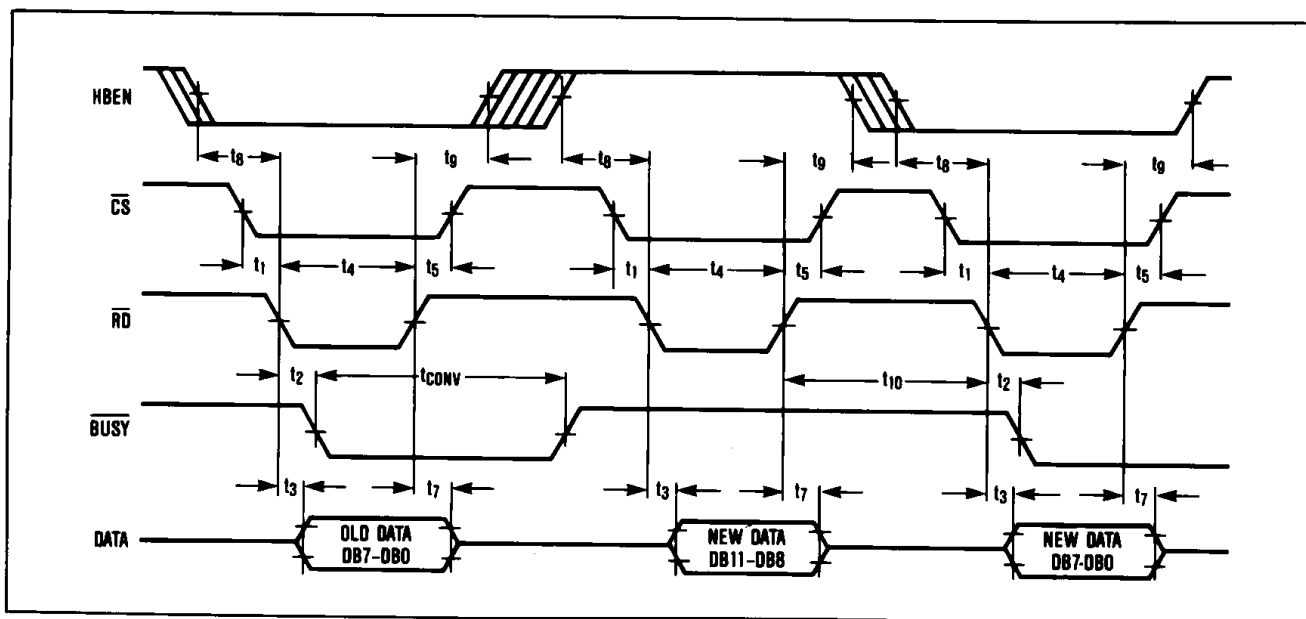 HBEN
t8 t9 t8 t9 t8 t9
CS
t1 t4 t5 t1 t4 t5 t1 t4 t5
RD
t2 tCONV t10 t2
BUSY
t3 t7 t3 t7 t3 t7
DATA
OLD DATA
DB7-DB0
NEW DATA
DB11-DB8
NEW DATA
DB7-DB0